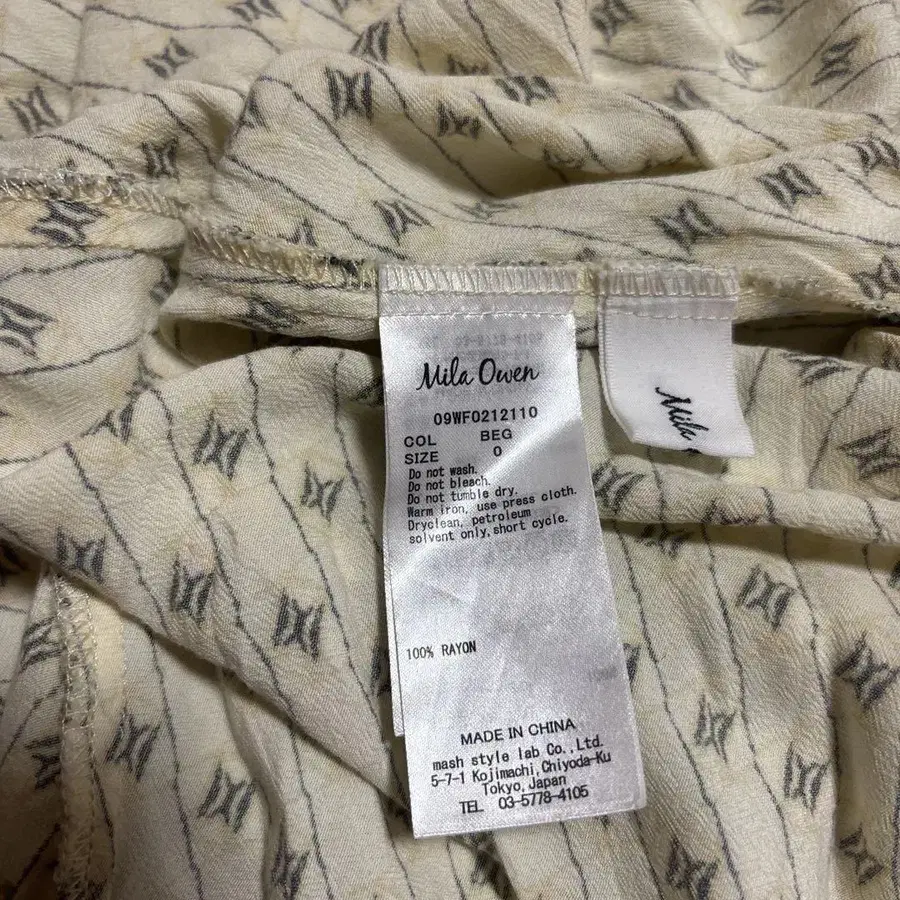 Mila Owen
09WFO212110
COL BEG
SIZE 0
Do not wash.
Do not bleach.
Do not tumble dry.
Warm iron, use press cloth.
Dryclean, petroleum
solvent only, short cycle.
100% RAYON
MADE IN CHINA
mash style lab Co., Ltd.
5-7-1 Kojimachi, Chiyoda-Ku
Tokyo, Japan
TEL 03-5778-4105
Mila